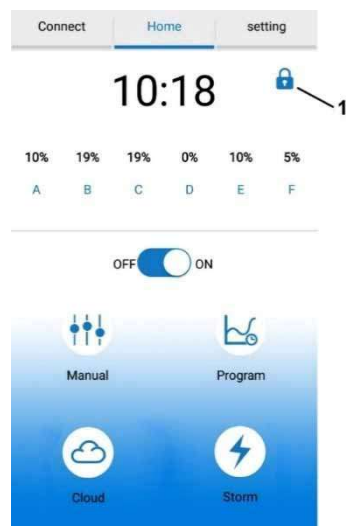 Connect Home setting
10:18
1
10% 19% 19% 0% 10% 5%
A B C D E F
OFF ON
Manual Program
Cloud Storm